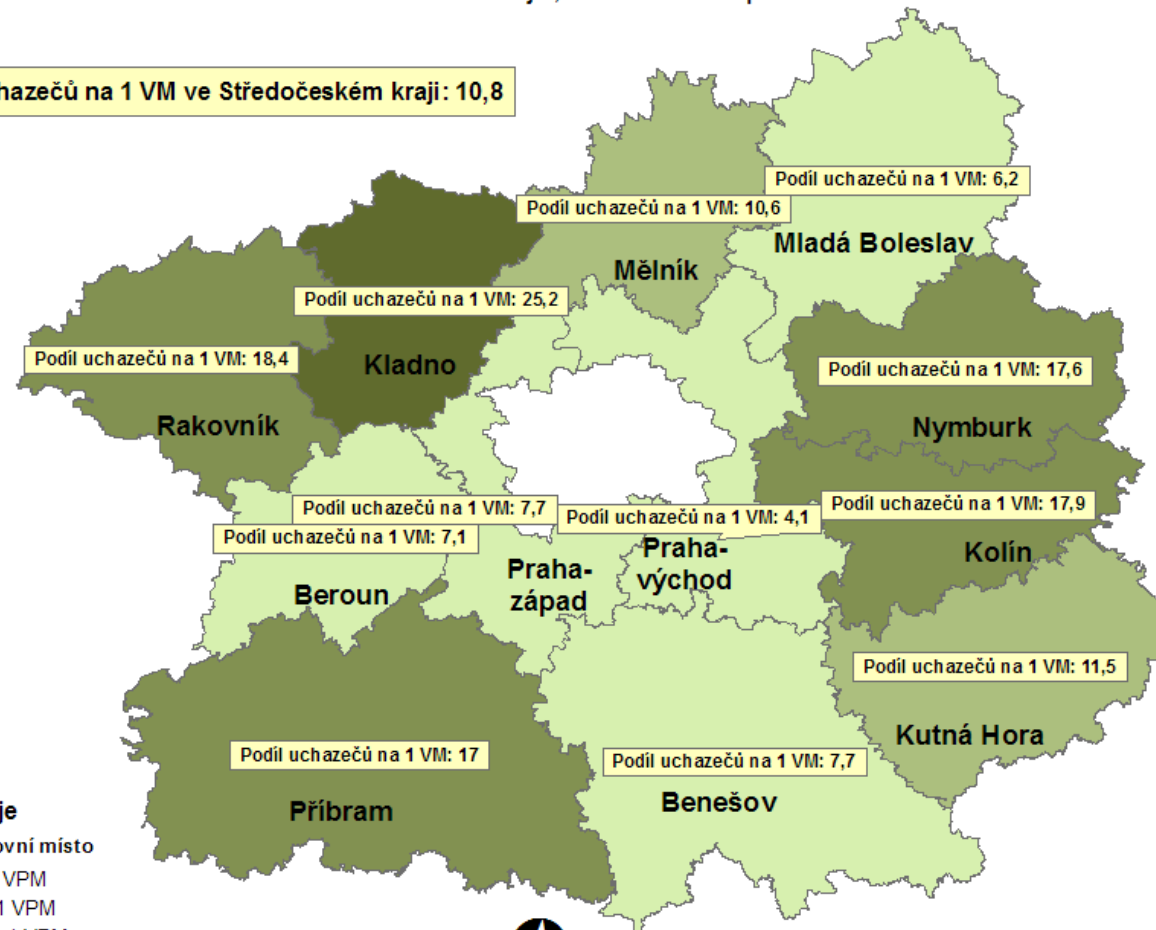 na 1 VM ve Středočeském kraji: 10,8
Podíl uchazečů na 1 VM: 6,2
Mladá Boleslav
Podíl uchazečů na 1 VM: 10,6
Mělník
Podíl uchazečů na 1 VM: 25,2
Kladno
Podíl uchazečů na 1 VM: 18,4
Rakovník
Podíl uchazečů na 1 VM: 17,6
Nymburk
Podíl uchazečů na 1 VM: 17,9
Kolín
Podíl uchazečů na 1 VM: 7,7
Podíl uchazečů na 1 VM: 4,1
Podíl uchazečů na 1 VM: 7,1
Beroun
Praha-
západ
Praha-
východ
Podíl uchazečů na 1 VM: 11,5
Kutná Hora
Podíl uchazečů na 1 VM: 17
Příbram
Podíl uchazečů na 1 VM: 7,7
Benešov
místo
VPM
VPM